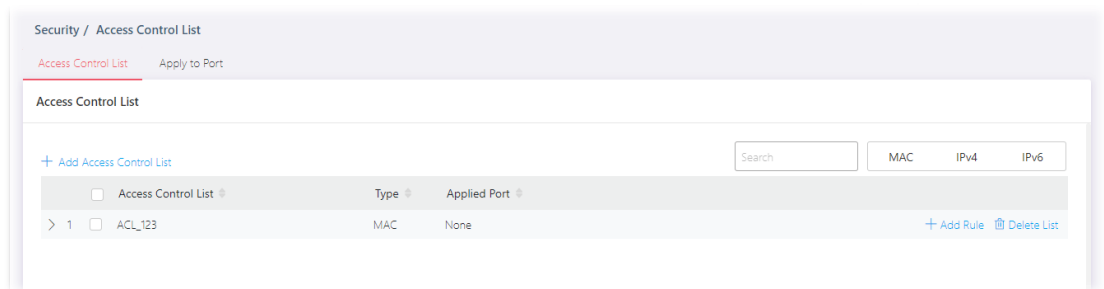 Security / Access Control List
Access Control List Apply to Port
Access Control List
+ Add Access Control List Search MAC IPv4 IPv6
Access Control List Type Applied Port
1 ACL_123 MAC None + Add Rule Delete List